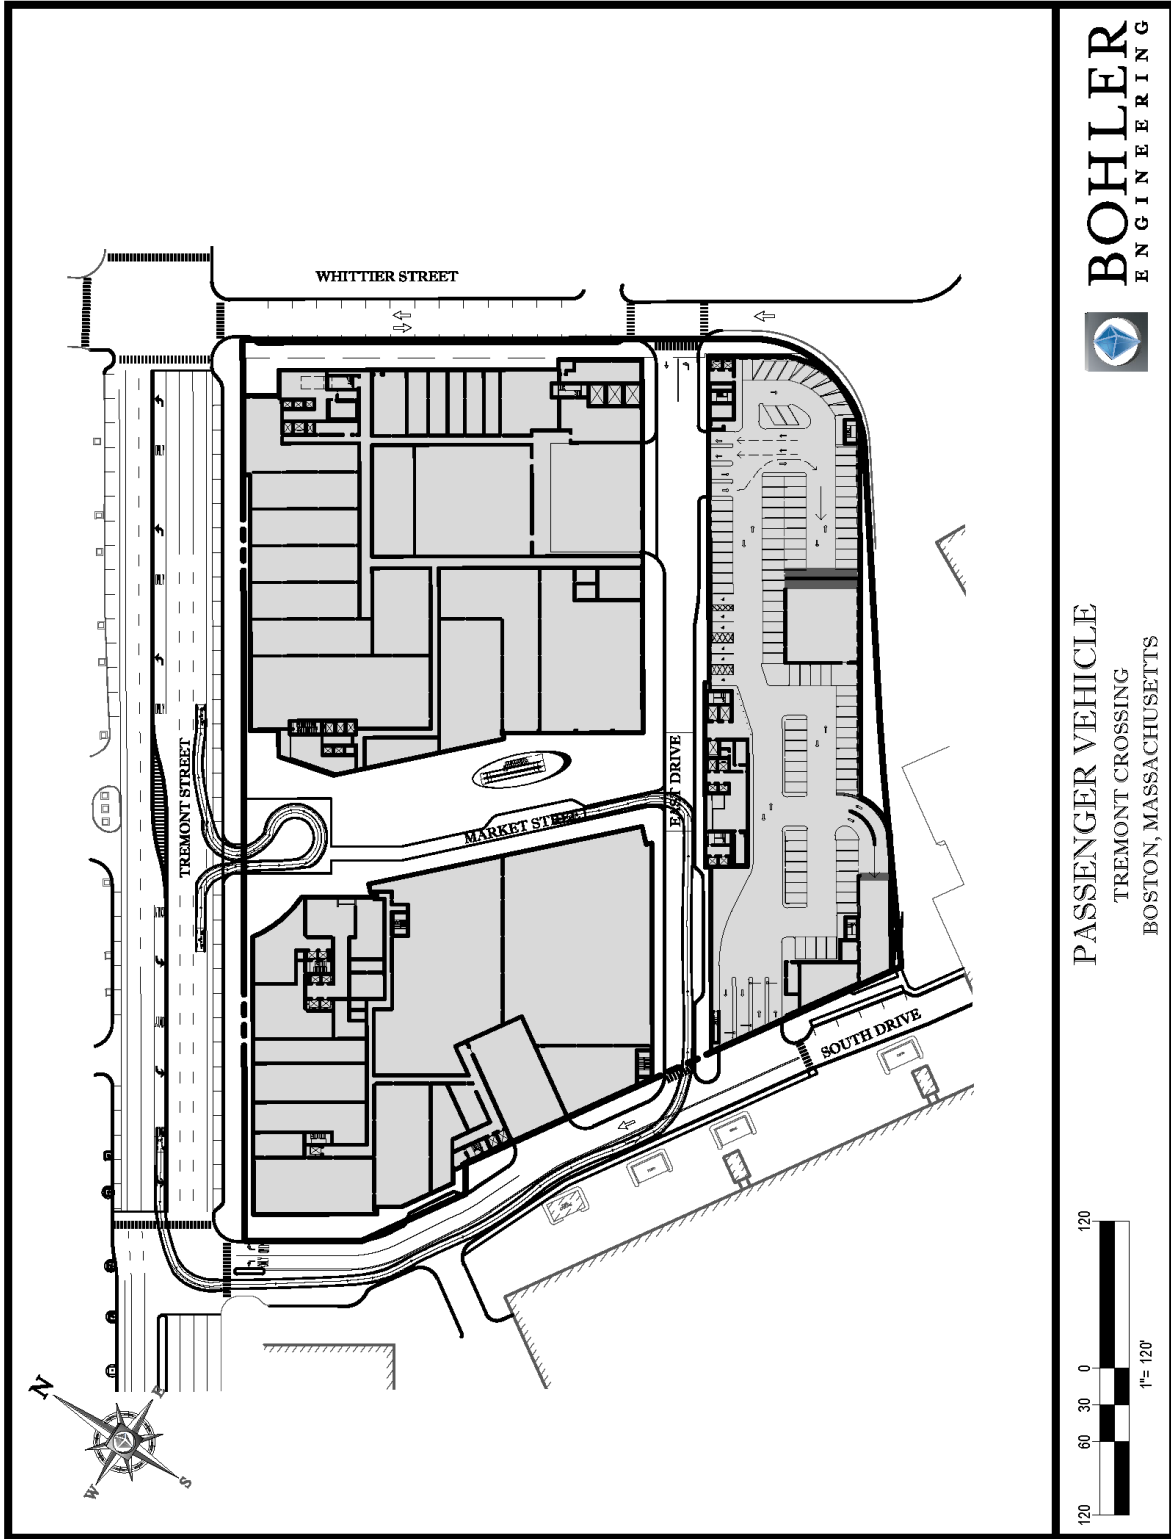 WHITTIER STREET
TREMONT STREET
MARKET STREET
EAST DRIVE
SOUTH DRIVE
N
E
S
W
BOHLER
ENGINEERING
PASSENGER VEHICLE
TREMONT CROSSING
BOSTON, MASSACHUSETTS
120 60 30 0 120
1"= 120'